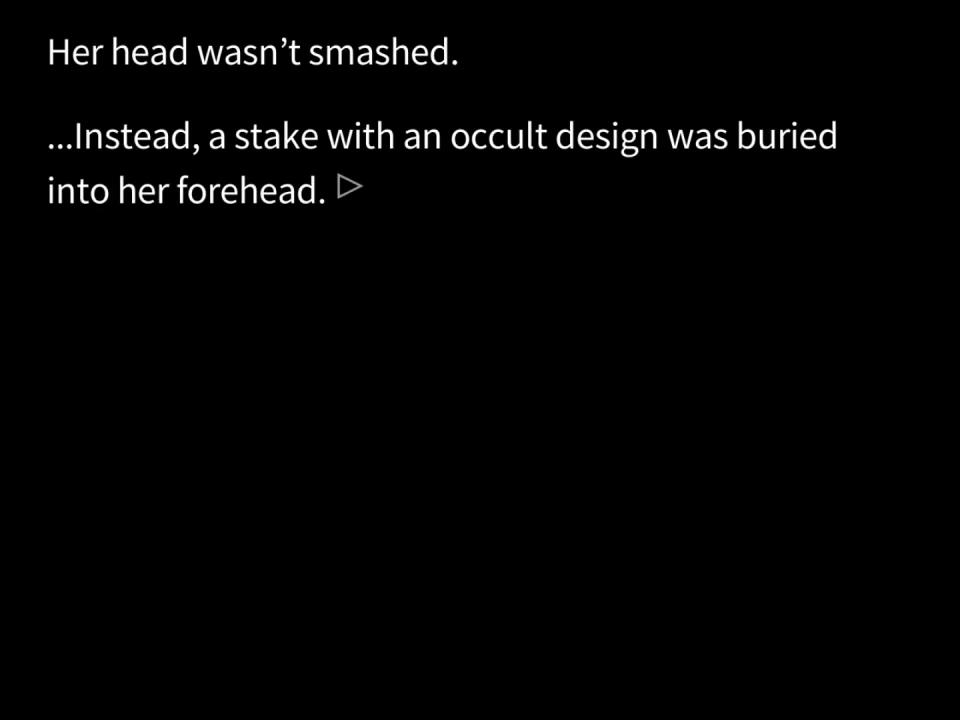 Her head wasn’t smashed.
...Instead, a stake with an occult design was buried
into her forehead.